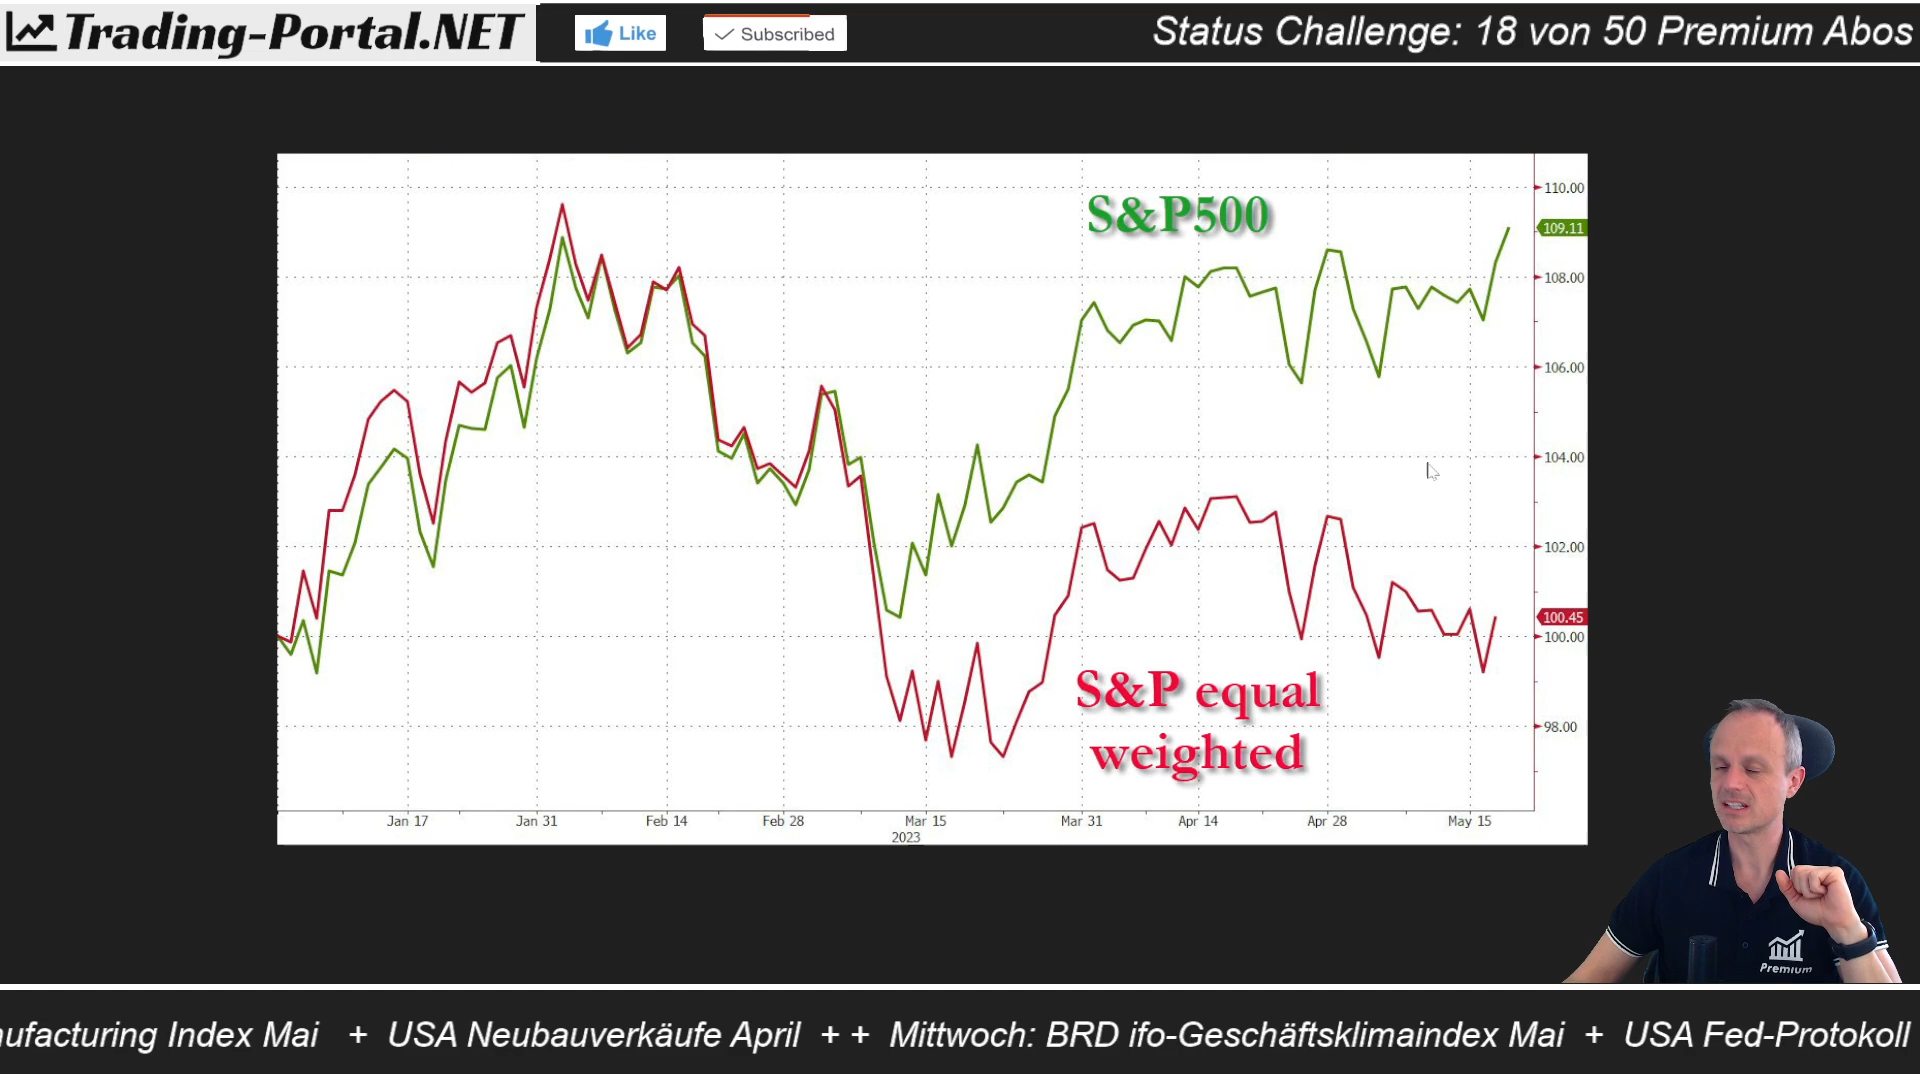 Trading-Portal.NET
Like
Subscribed
Status Challenge: 18 von 50 Premium Abos
S&P500
110.00
109.11
108.00
106.00
104.00
102.00
100.45
100.00
98.00
S&P equal
weighted
Jan 17 Jan 31 Feb 14 Feb 28 Mar 15 Mar 31 Apr 14 Apr 28 May 15
2023
Premium
nufacturing Index Mai + USA Neubauverkäufe April + + Mittwoch: BRD ifo-Geschäftsklimaindex Mai + USA Fed-Protokoll